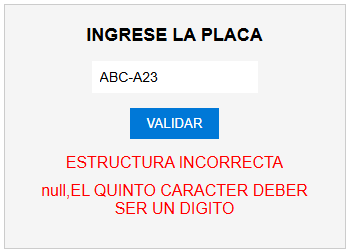 INGRESE LA PLACA
ABC-A23
VALIDAR
ESTRUCTURA INCORRECTA
null,EL QUINTO CARACTER DEBER
SER UN DIGITO